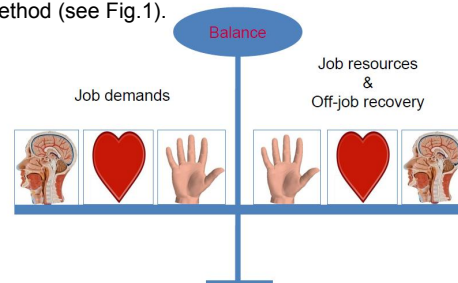 ethod (see Fig.1).
Balance
Job demands
Job resources
&
Off-job recovery